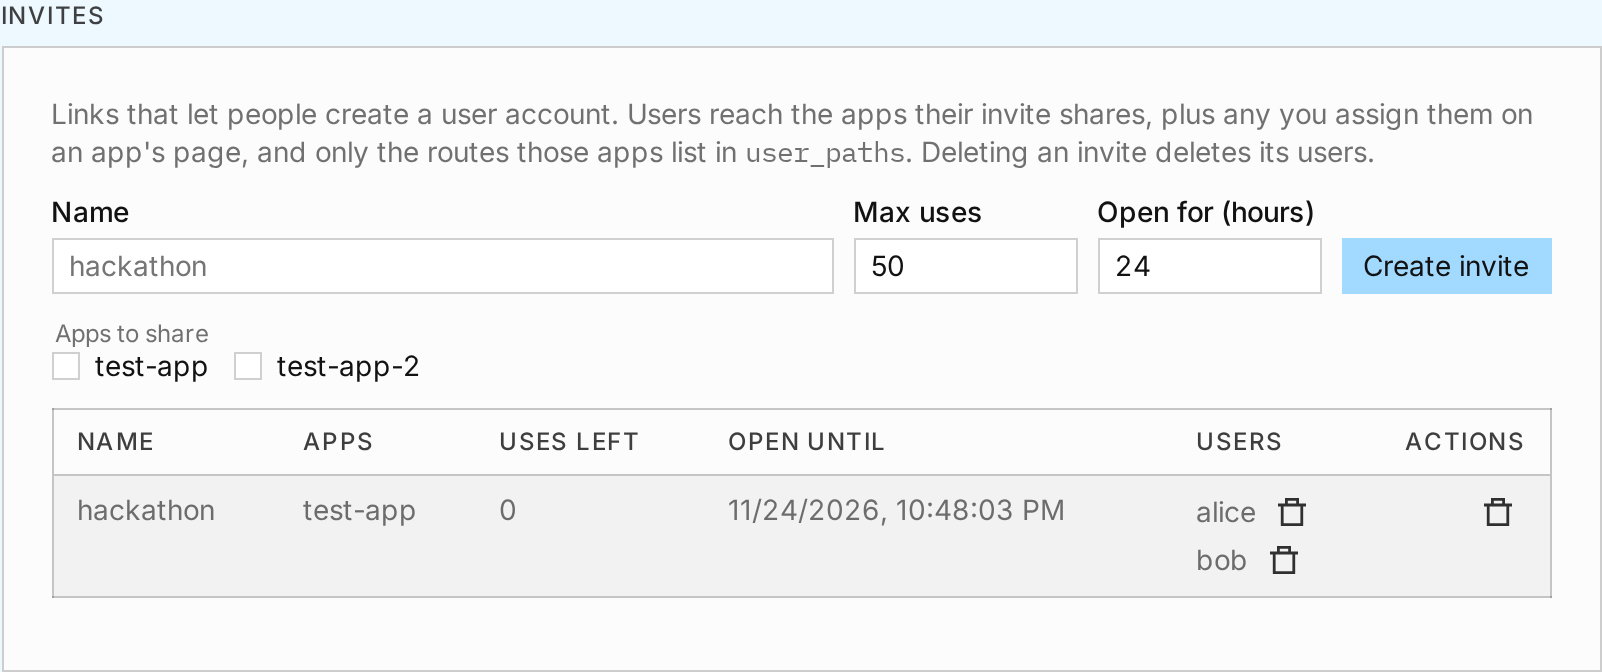 INVITES
Links that let people create a user account. Users reach the apps their invite shares, plus any you assign them on
an app's page, and only the routes those apps list in user_paths. Deleting an invite deletes its users.
Name Max uses Open for (hours)
hackathon 50 24 Create invite
Apps to share
test-app test-app-2
NAME APPS USES LEFT OPEN UNTIL USERS ACTIONS
hackathon test-app 0 11/24/2026, 10:48:03 PM alice
bob